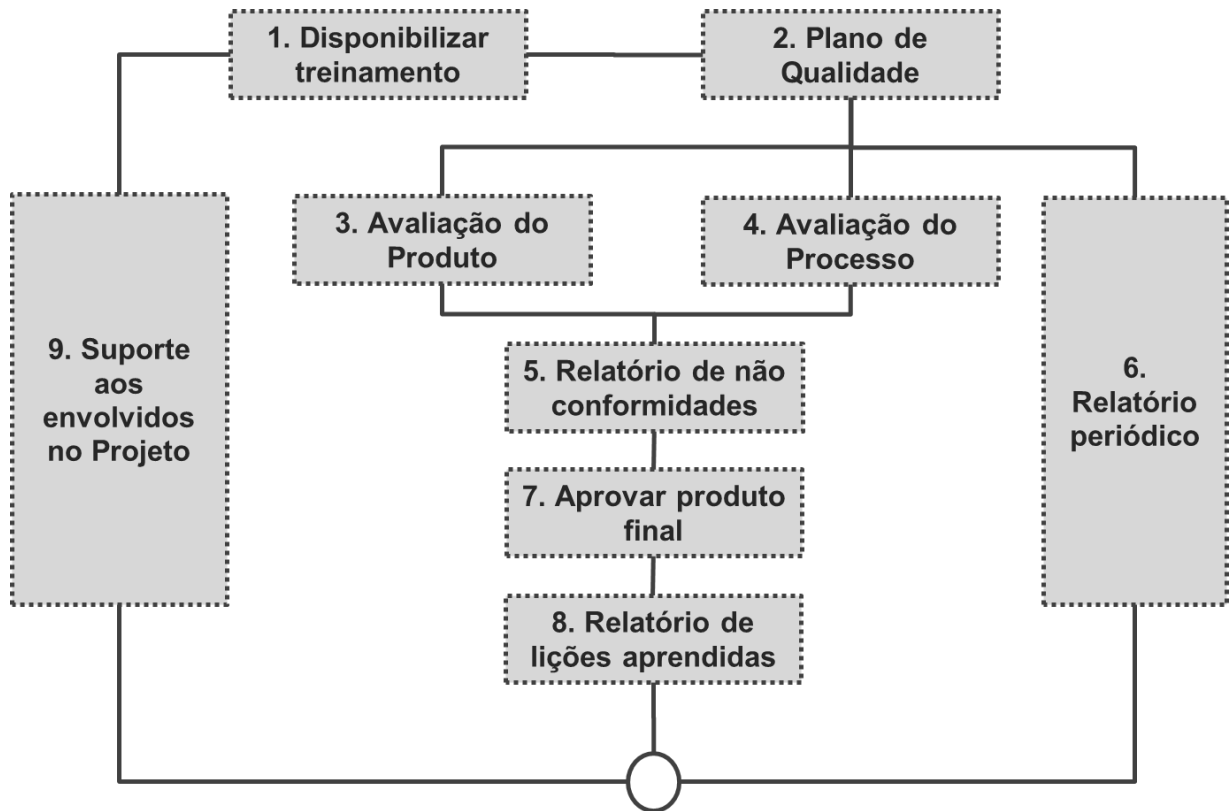 1. Disponibilizar
treinamento
2. Plano de
Qualidade
3. Avaliação do
Produto
4. Avaliação do
Processo
5. Relatório de não
conformidades
6.
Relatório
periódico
7. Aprovar produto
final
8. Relatório de
lições aprendidas
9. Suporte
aos
envolvidos
no Projeto